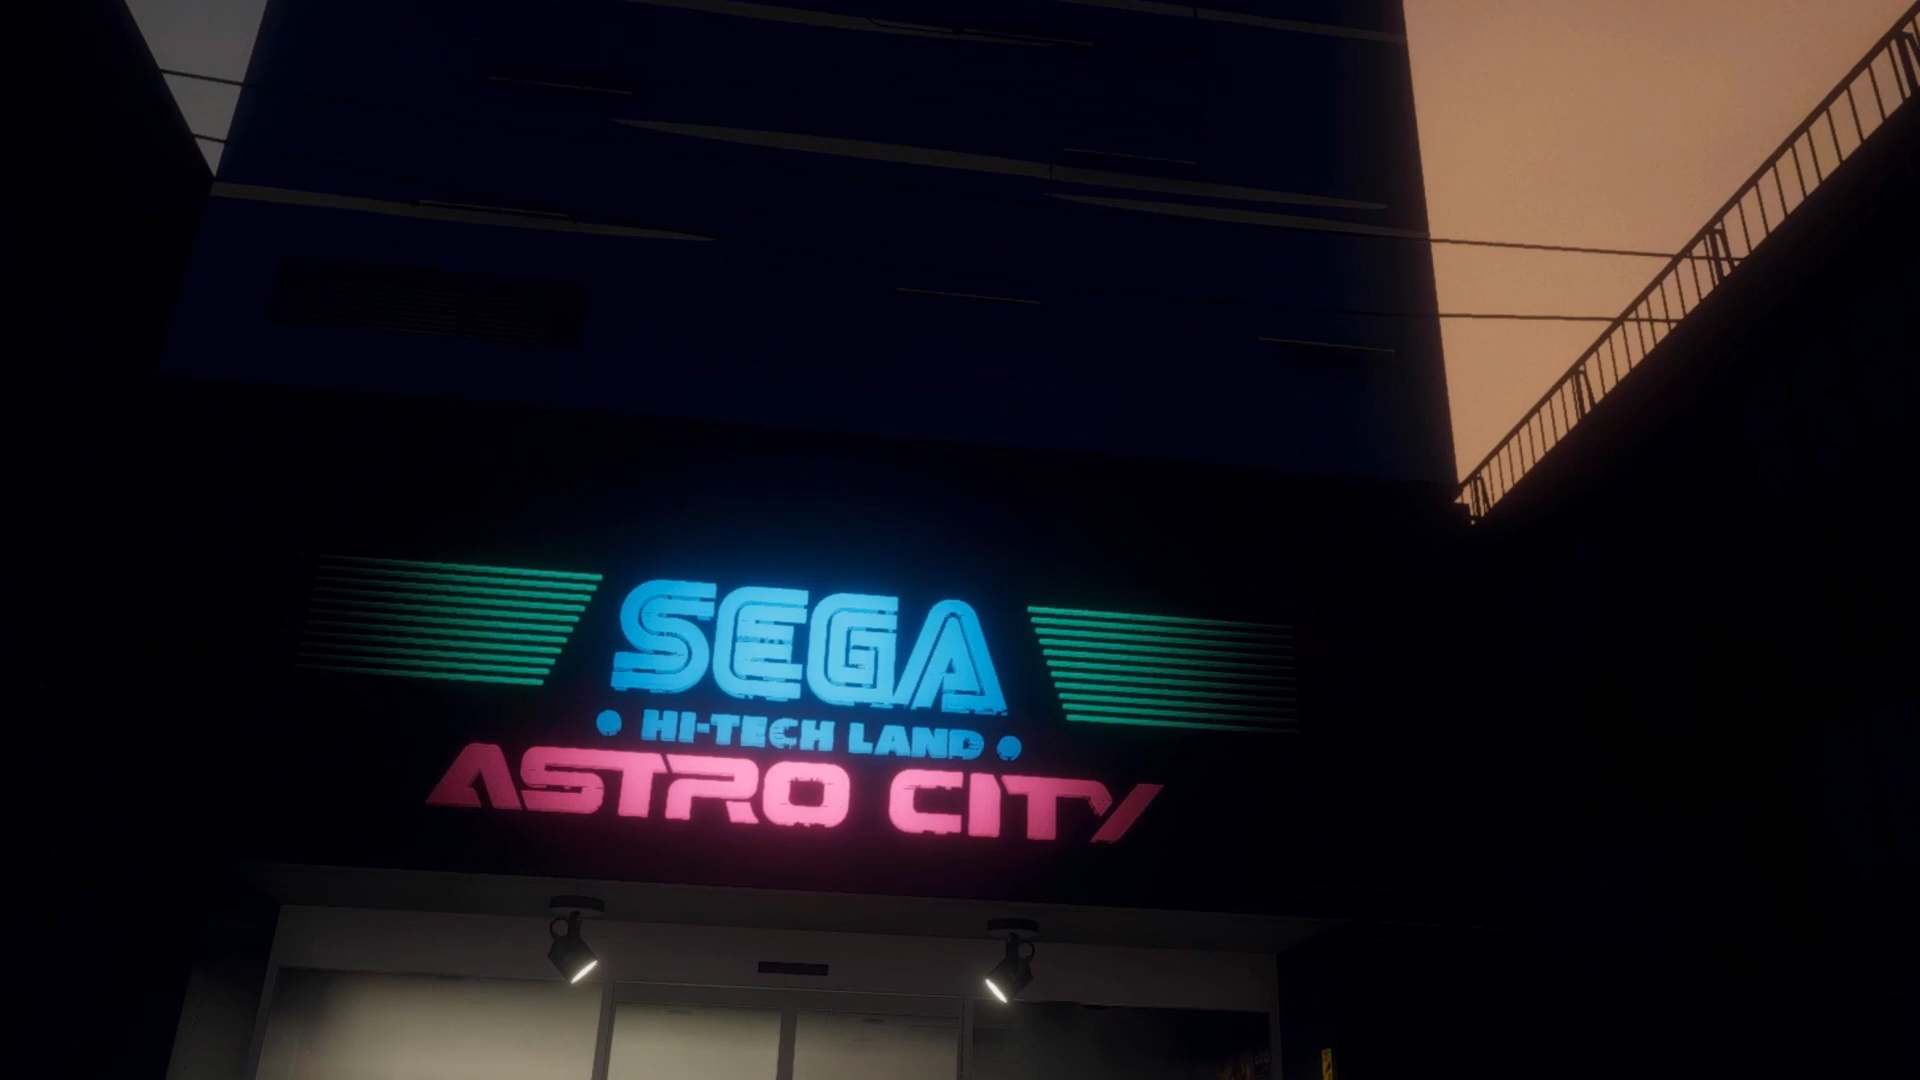 SEGA
• HI-TECH LAND •
ASTRO CITY